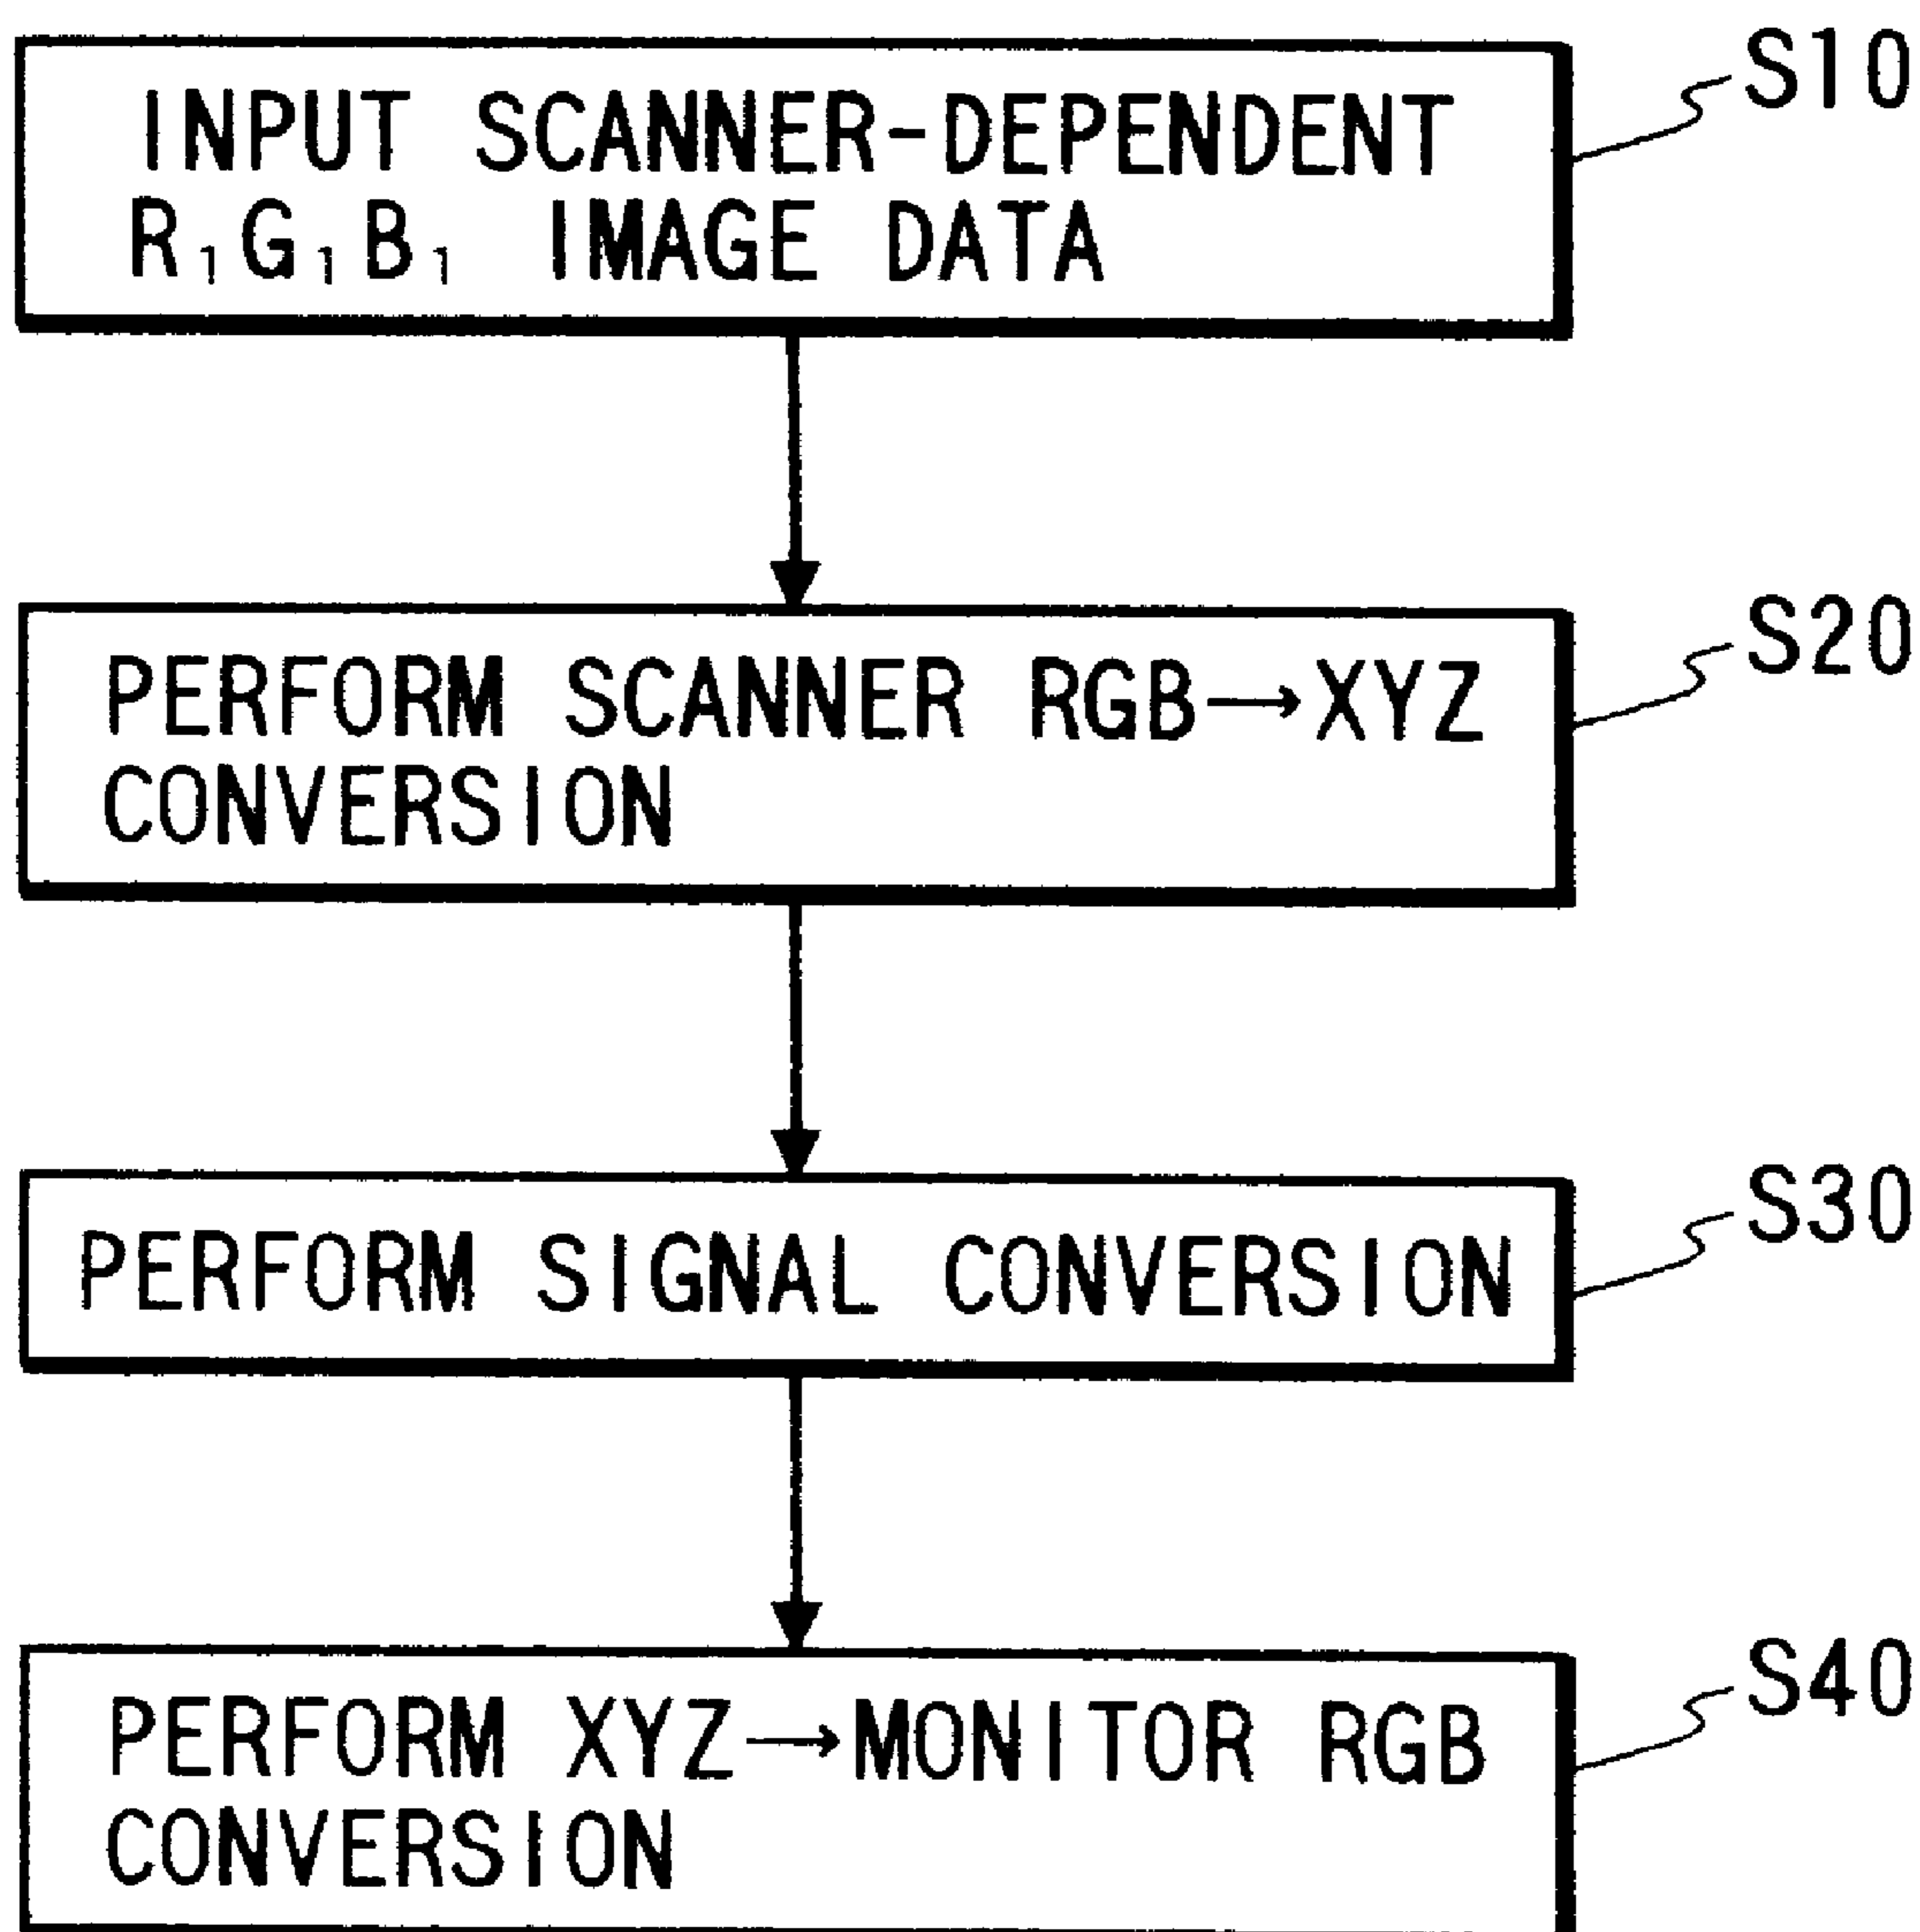 S10
INPUT SCANNER-DEPENDENT
R₁G₁B₁ IMAGE DATA
S20
PERFORM SCANNER RGB→XYZ
CONVERSION
S30
PERFORM SIGNAL CONVERSION
S40
PERFORM XYZ→MONITOR RGB
CONVERSION